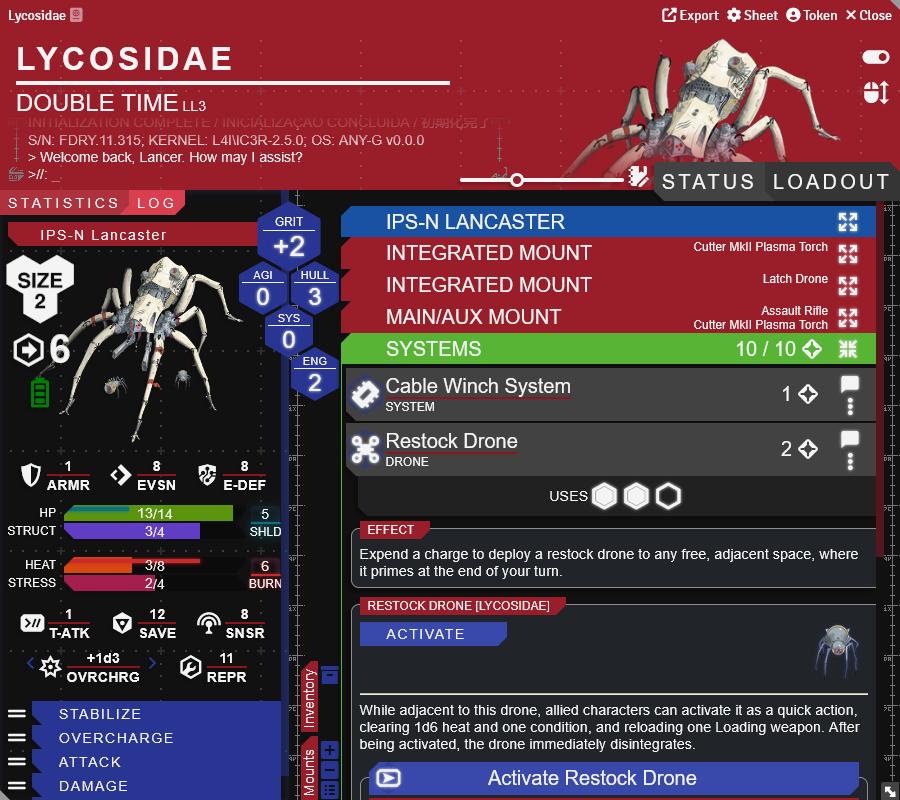 Lycosidae
Export Sheet Token Close
LYCOSIDAE
DOUBLE TIME LL3
INITIALIZATION COMPLETE / INICIALIZAÇÃO CONCLUÍDA / 初期化完了
S/N: FDRY.11.315; KERNEL: L4I\IC3R-2.5.0; OS: ANY-G v0.0.0
> Welcome back, Lancer. How may I assist?
>//: _
STATUS LOADOUT
STATISTICS LOG
IPS-N Lancaster
SIZE
2
6
GRIT
+2
AGI
0
HULL
3
SYS
0
ENG
2
1
ARMR
8
EVSN
8
E-DEF
HP 13/14
5
SHLD
STRUCT 3/4
HEAT 3/8
6
BURN
STRESS 2/4
>//
1
T-ATK
12
SAVE
8
SNSR
+1d3
OVRCHRG
11
REPR
STABILIZE
OVERCHARGE
ATTACK
DAMAGE
Inventory
Mounts
IPS-N LANCASTER
INTEGRATED MOUNT Cutter MkII Plasma Torch
INTEGRATED MOUNT Latch Drone
MAIN/AUX MOUNT Assault Rifle
Cutter MkII Plasma Torch
SYSTEMS 10 / 10
Cable Winch System 1
SYSTEM
Restock Drone 2
DRONE
USES
EFFECT
Expend a charge to deploy a restock drone to any free, adjacent space, where
it primes at the end of your turn.
RESTOCK DRONE [LYCOSIDAE]
ACTIVATE
While adjacent to this drone, allied characters can activate it as a quick action,
clearing 1d6 heat and one condition, and reloading one Loading weapon. After
being activated, the drone immediately disintegrates.
Activate Restock Drone